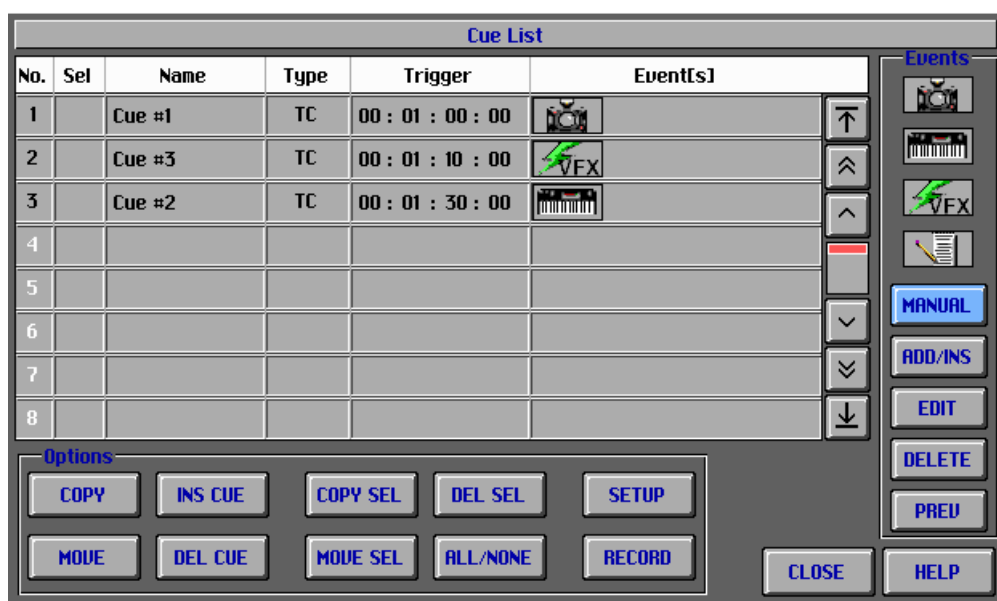 Cue List
No. Sel Name Type Trigger Event[s]
1 Cue #1 TC 00 : 01 : 00 : 00
2 Cue #3 TC 00 : 01 : 10 : 00 VFX
3 Cue #2 TC 00 : 01 : 30 : 00
4
5
6
7
8
Events
VFX
MANUAL
ADD/INS
EDIT
DELETE
PREV
Options
COPY INS CUE COPY SEL DEL SEL SETUP
MOVE DEL CUE MOVE SEL ALL/NONE RECORD
CLOSE HELP